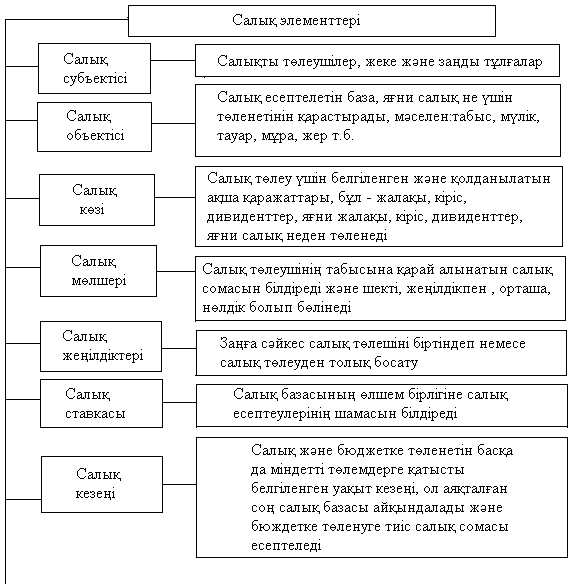 Салық элементтері
Салық
субъектісі
Салықты төлеушілер, жеке және заңды тұлғалар
Салық
объектісі
Салық есептелетін база, яғни салық не үшін
төленетінін қарастырады, мәселен:табыс, мүлік,
тауар, мұра, жер т.б.
Салық
көзі
Салық төлеу үшін белгіленген және қолданылатын
ақша қаражаттары, бұл - жалақы, кіріс,
дивиденттер, яғни жалақы, кіріс, дивиденттер,
яғни салық неден төленеді
Салық
мөлшері
Салық төлеушінің табысына қарай алынатын салық
сомасын білдіреді және шекті, жеңілдікпен , орташа,
нөлдік болып бөлінеді
Салық
жеңілдіктері
Заңға сәйкес салық төлешіні біртіндеп немесе
салық төлеуден толық босату
Салық
ставкасы
Салық базасының өлшем бірлігіне салық
есептеулерінің шамасын білдіреді
Салық
кезеңі
Салық және бюджетке төленетін басқа
да міндетті төлемдерге қатысты
белгіленген уақыт кезеңі, ол аяқталған
соң салық базасы айқындалады және
бюждетке төленуге тиіс салық сомасы
есептеледі